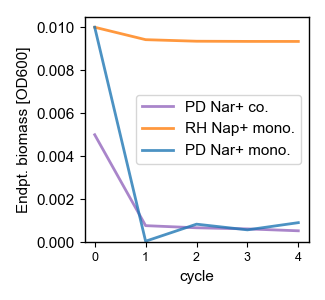 Endpt. biomass [OD600]
0.010
0.008
0.006
0.004
0.002
0.000
PD Nar+ co.
RH Nap+ mono.
PD Nar+ mono.
0 1 2 3 4
cycle